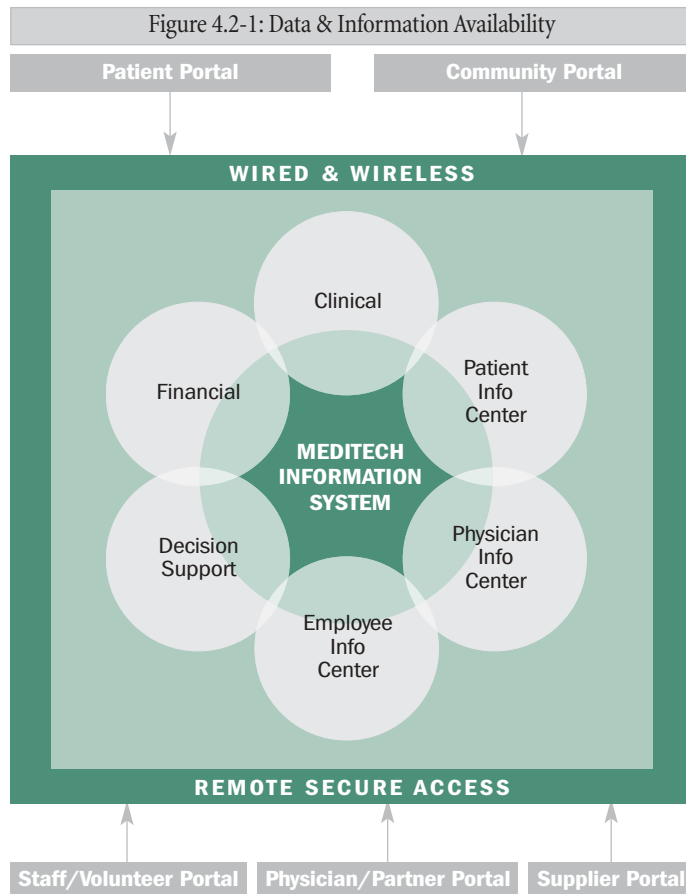 Figure 4.2-1: Data & Information Availability
Patient Portal
Community Portal
WIRED & WIRELESS
Clinical
Financial
Patient
Info
Center
MEDITECH
INFORMATION
SYSTEM
Decision
Support
Physician
Info
Center
Employee
Info
Center
REMOTE SECURE ACCESS
Staff/Volunteer Portal
Physician/Partner Portal
Supplier Portal